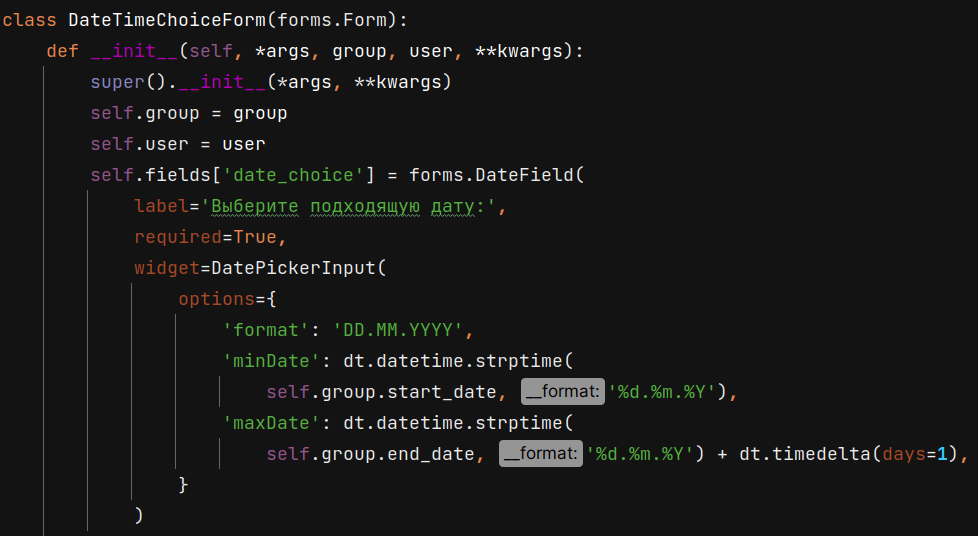 class DateTimeChoiceForm(forms.Form):
    def __init__(self, *args, group, user, **kwargs):
        super().__init__(*args, **kwargs)
        self.group = group
        self.user = user
        self.fields['date_choice'] = forms.DateField(
            label='Выберите подходящую дату:',
            required=True,
            widget=DatePickerInput(
                options={
                    'format': 'DD.MM.YYYY',
                    'minDate': dt.datetime.strptime(
                        self.group.start_date, __format: '%d.%m.%Y'),
                    'maxDate': dt.datetime.strptime(
                        self.group.end_date, __format: '%d.%m.%Y') + dt.timedelta(days=1),
                }
            )